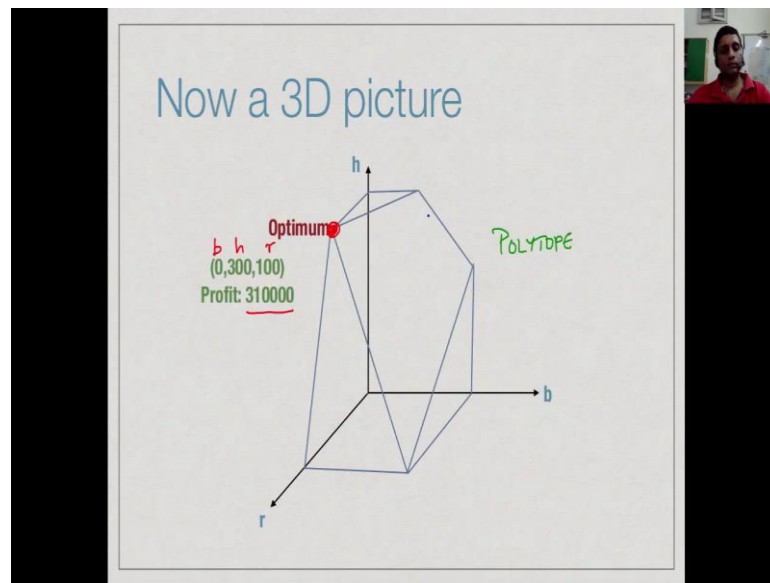 Now a 3D picture
h
Optimum
b h r
(0,300,100)
Profit: 310000
POLYTOPE
b
r